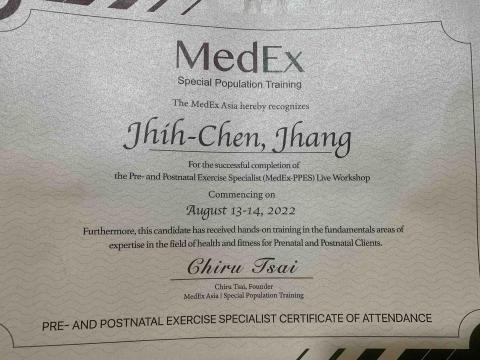 MedEx
Special Population Training
The MedEx Asia hereby recognizes
Jhih-Chen, Jhang
For the successful completion of
the Pre- and Postnatal Exercise Specialist (MedEx-PPES) Live Workshop
Commencing on
August 13-14, 2022
Furthermore, this candidate has received hands-on training in the fundamentals areas of
expertise in the field of health and fitness for Prenatal and Postnatal Clients.
Chiru Tsai
Chiru Tsai, Founder
MedEx Asia | Special Population Training
PRE- AND POSTNATAL EXERCISE SPECIALIST CERTIFICATE OF ATTENDANCE